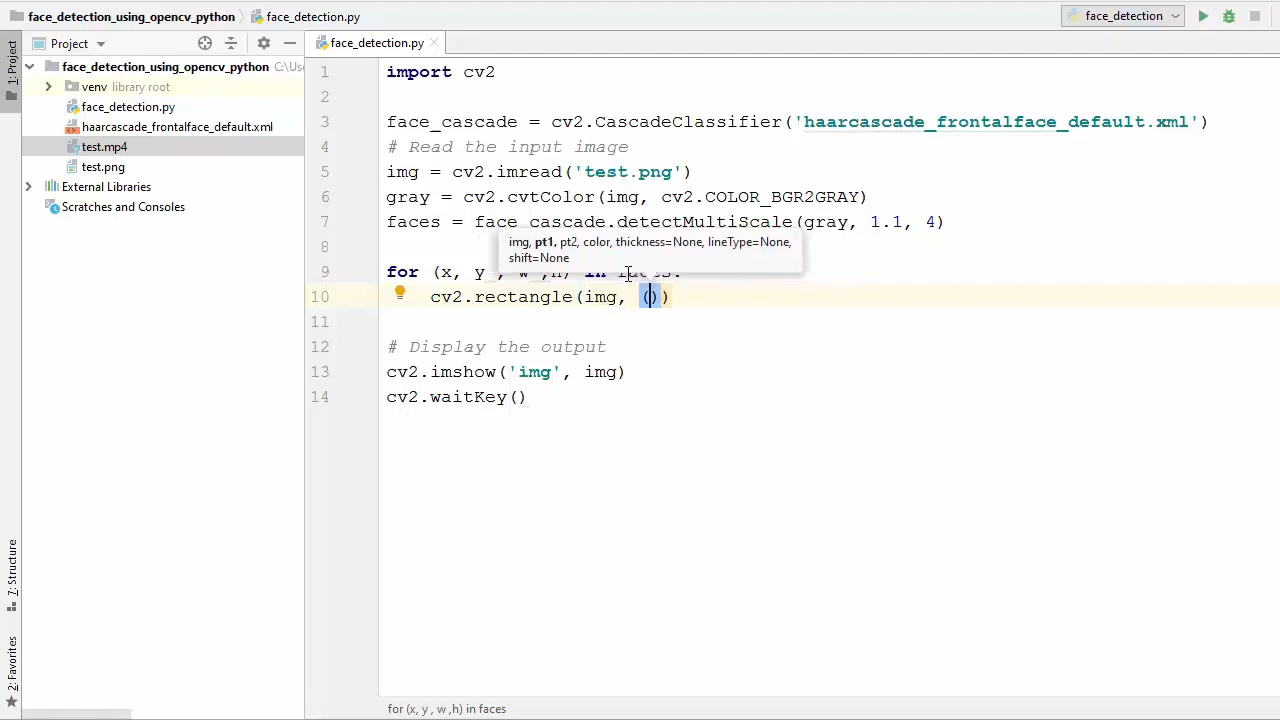 face_detection_using_opencv_python face_detection.py
face_detection
1: Project
Project
face_detection.py
face_detection_using_opencv_python C:\Use
venv library root
face_detection.py
haarcascade_frontalface_default.xml
test.mp4
test.png
External Libraries
Scratches and Consoles
1 import cv2
2
3 face_cascade = cv2.CascadeClassifier('haarcascade_frontalface_default.xml')
4 # Read the input image
5 img = cv2.imread('test.png')
6 gray = cv2.cvtColor(img, cv2.COLOR_BGR2GRAY)
7 faces = face_cascade.detectMultiScale(gray, 1.1, 4)
img, pt1, pt2, color, thickness=None, lineType=None,
shift=None
8
9 for (x, y , w ,h) in faces:
10 cv2.rectangle(img, ())
11
12 # Display the output
13 cv2.imshow('img', img)
14 cv2.waitKey()
Z: Structure
2: Favorites
for (x, y , w ,h) in faces